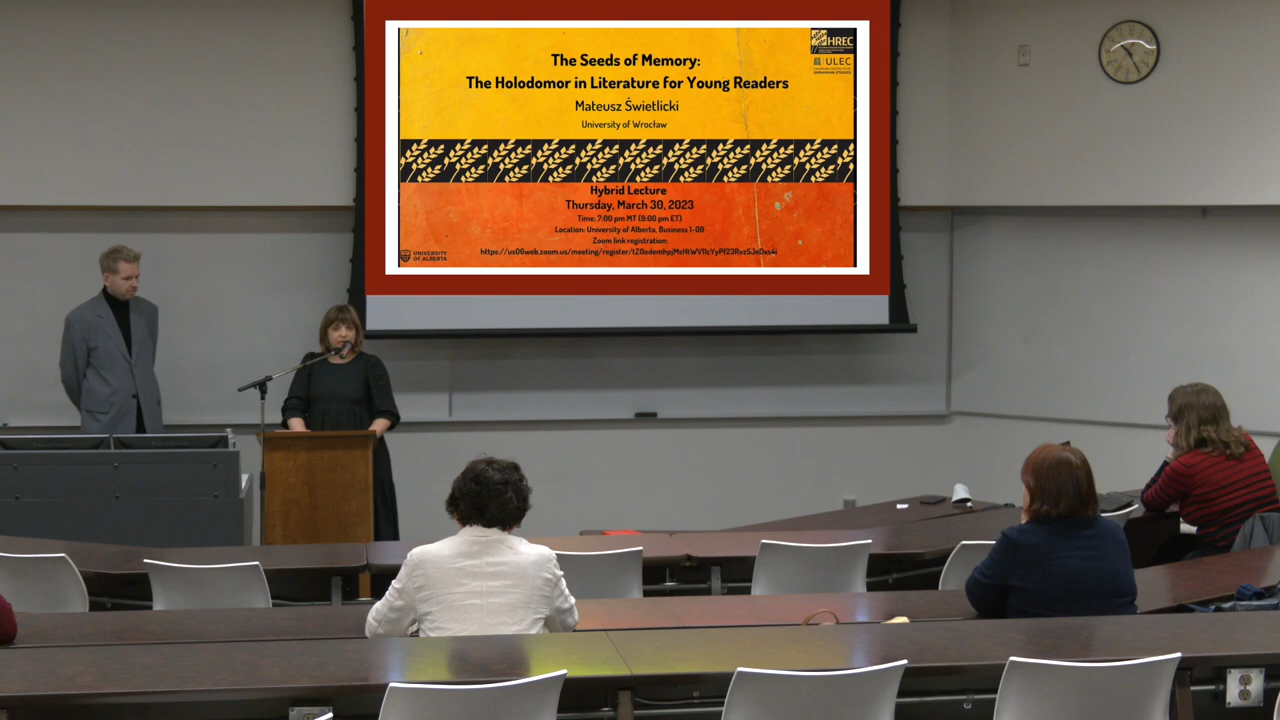 HREC
ULEC
UKRAINIAN STUDIES
The Seeds of Memory:
The Holodomor in Literature for Young Readers
Mateusz Świetlicki
University of Wrocław
Hybrid Lecture
Thursday, March 30, 2023
Time: 7:00 pm MT (9:00 pm ET)
Location: University of Alberta, Business 1-09
Zoom link registration:
UNIVERSITY
OF ALBERTA